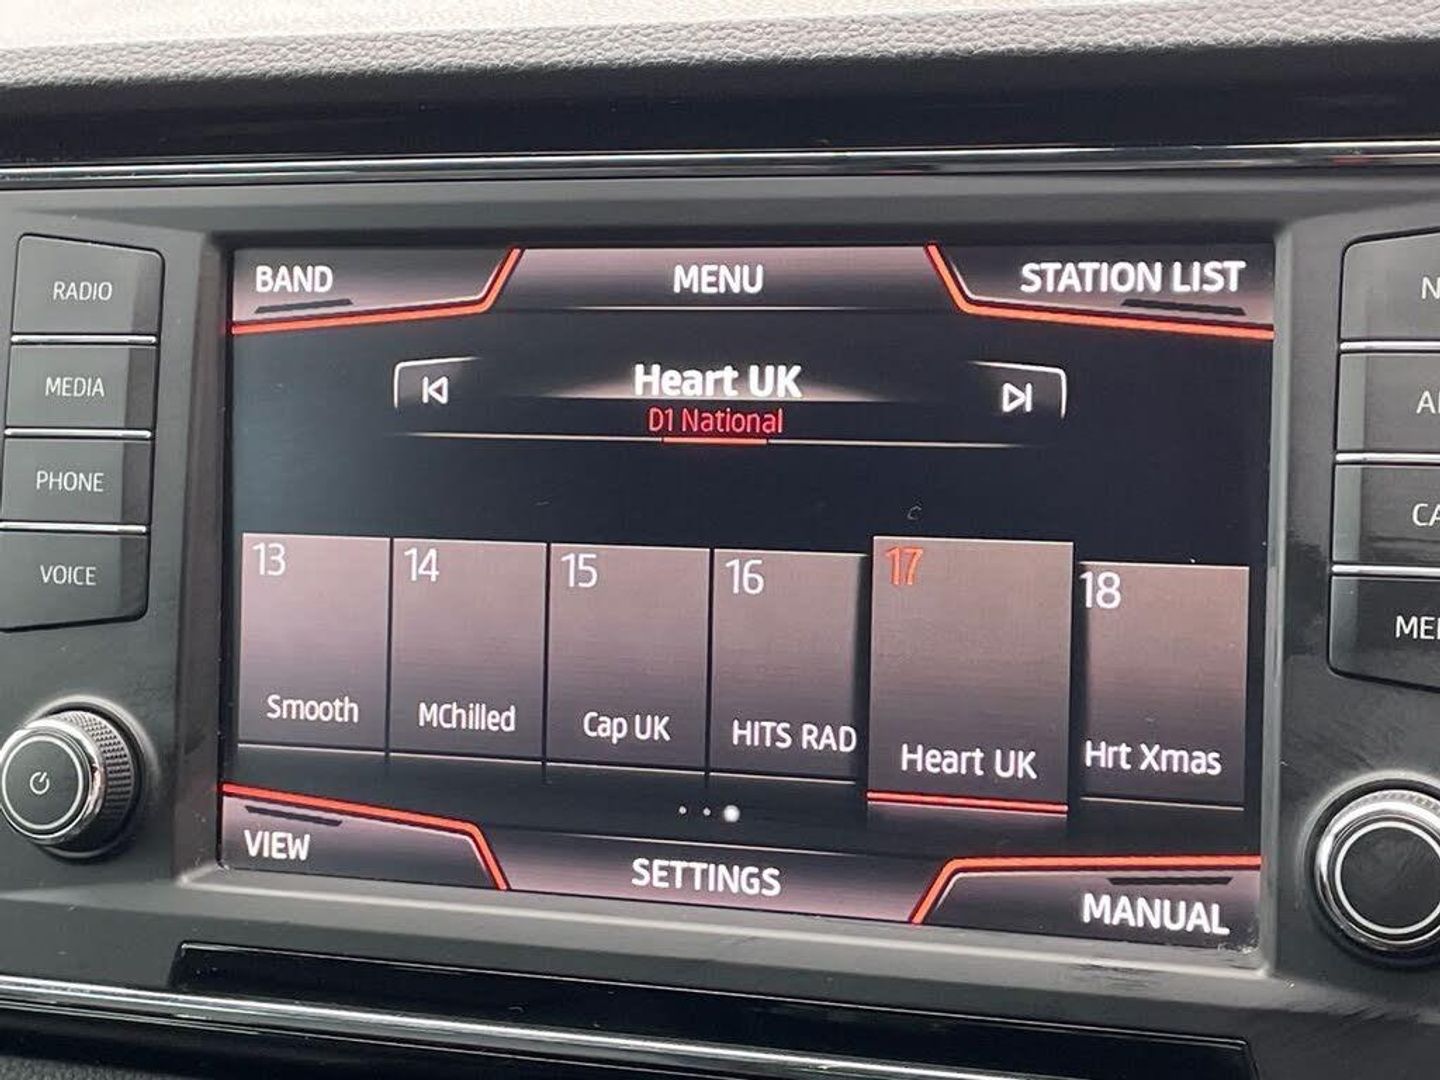 RADIO
MEDIA
PHONE
VOICE
BAND
MENU
STATION LIST
Heart UK
D1 National
13
Smooth
14
MChilled
15
Cap UK
16
HITS RAD
17
Heart UK
18
Hrt Xmas
VIEW
SETTINGS
MANUAL